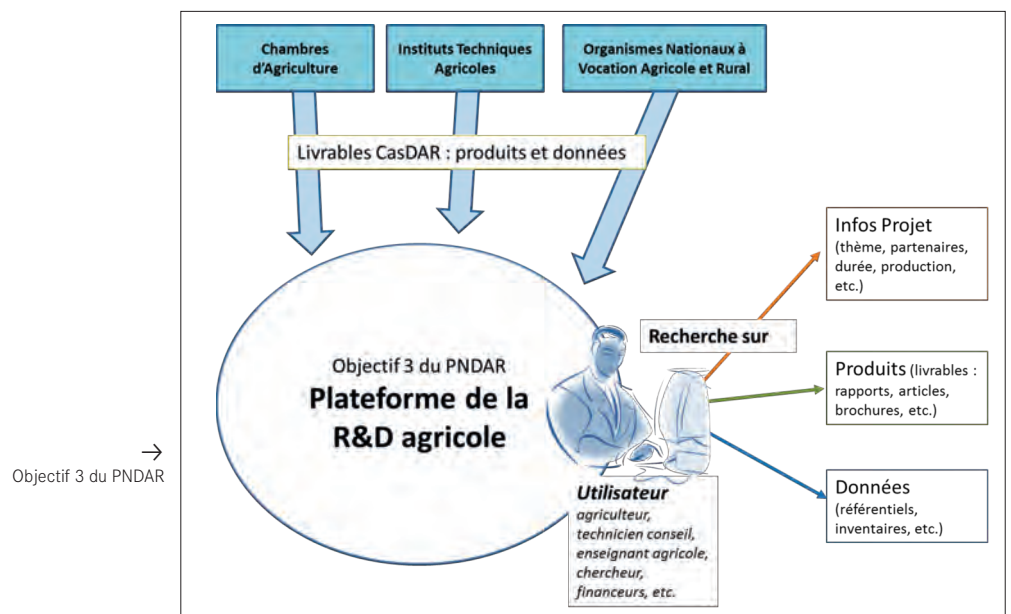 Chambres
d'Agriculture
Instituts Techniques
Agricoles
Organismes Nationaux à
Vocation Agricole et Rural
Livrables CasDAR : produits et données
Objectif 3 du PNDAR
Plateforme de la
R&D agricole
Recherche sur
Infos Projet
(thème, partenaires,
durée, production,
etc.)
Produits (livrables :
rapports, articles,
brochures, etc.)
Données
(référentiels,
inventaires, etc.)
Utilisateur
agriculteur,
technicien conseil,
enseignant agricole,
chercheur,
financeurs, etc.
→
Objectif 3 du PNDAR